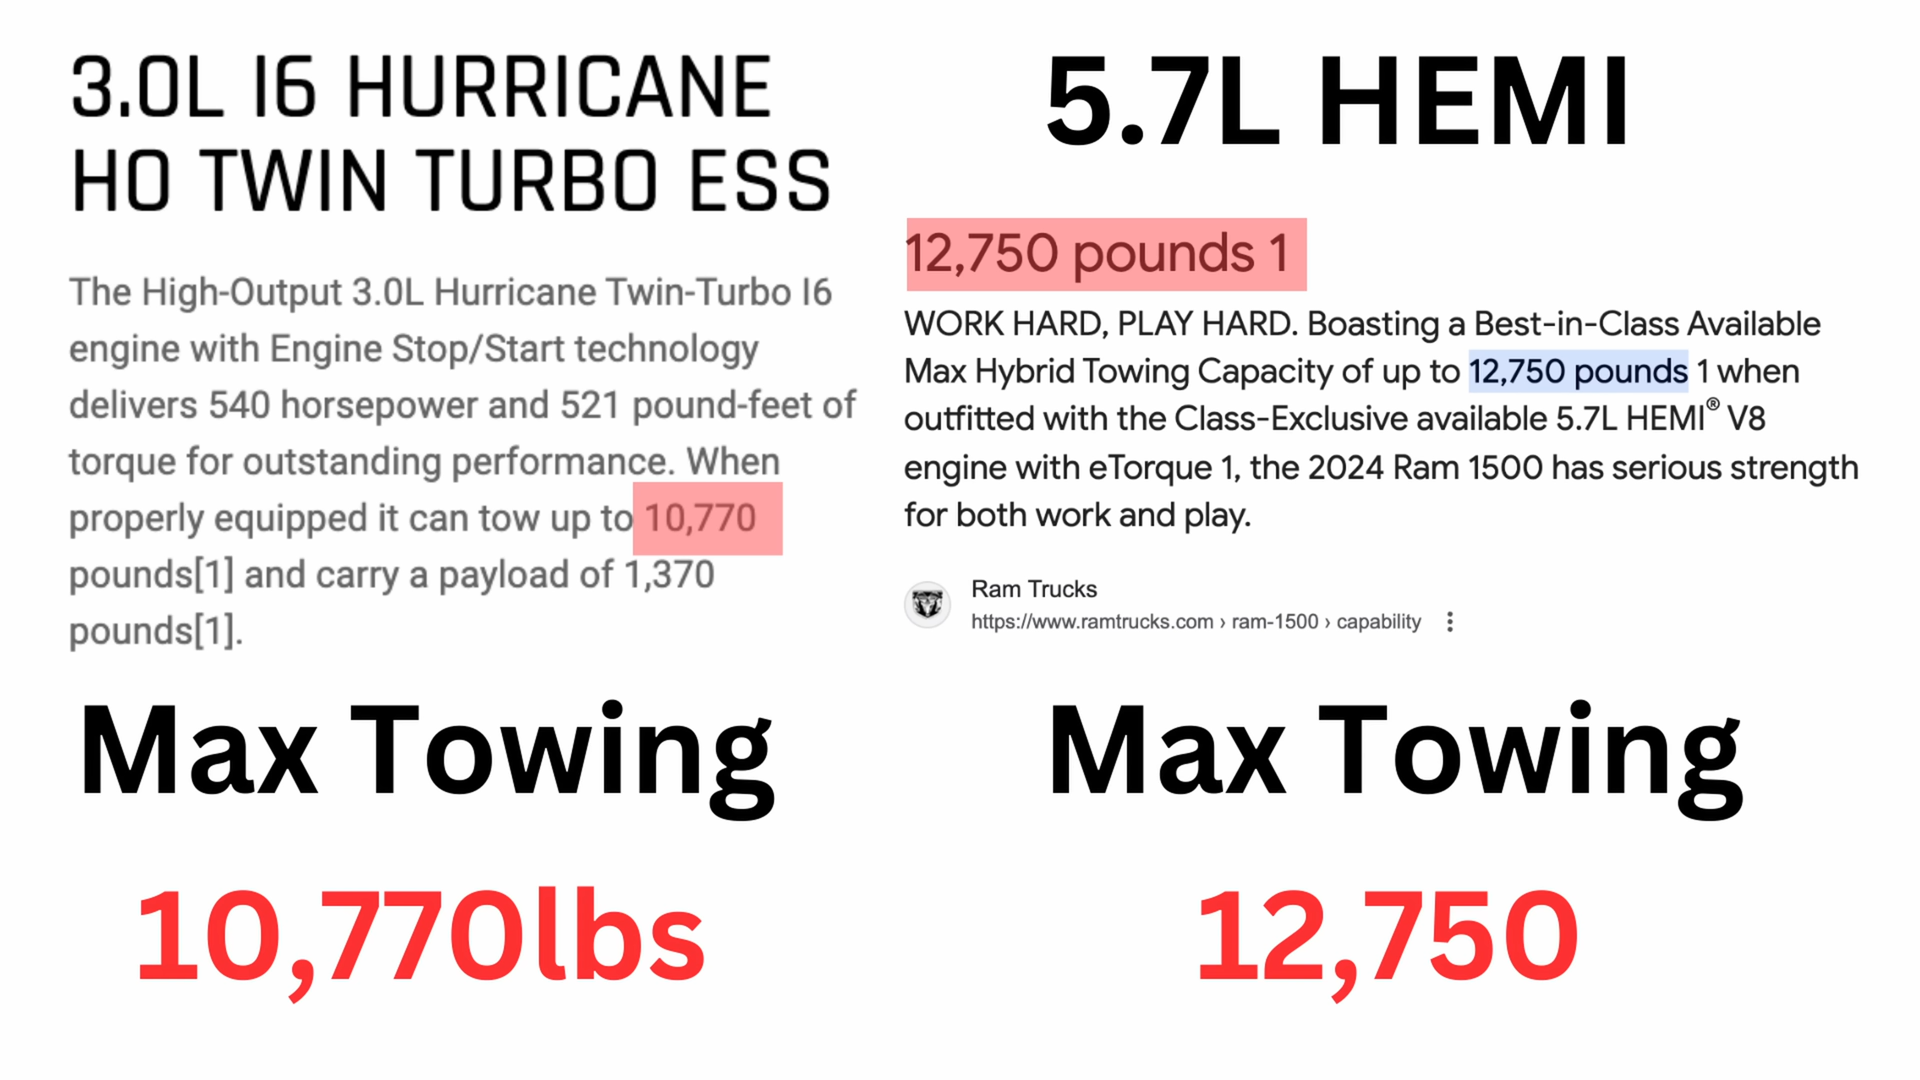 3.0L I6 HURRICANE
HO TWIN TURBO ESS
The High-Output 3.0L Hurricane Twin-Turbo I6
engine with Engine Stop/Start technology
delivers 540 horsepower and 521 pound-feet of
torque for outstanding performance. When
properly equipped it can tow up to 10,770
pounds[1] and carry a payload of 1,370
pounds[1].
Max Towing
10,770lbs
5.7L HEMI
12,750 pounds 1
WORK HARD, PLAY HARD. Boasting a Best-in-Class Available
Max Hybrid Towing Capacity of up to 12,750 pounds 1 when
outfitted with the Class-Exclusive available 5.7L HEMI® V8
engine with eTorque 1, the 2024 Ram 1500 has serious strength
for both work and play.
Ram Trucks
https://www.ramtrucks.com › ram-1500 › capability
Max Towing
12,750